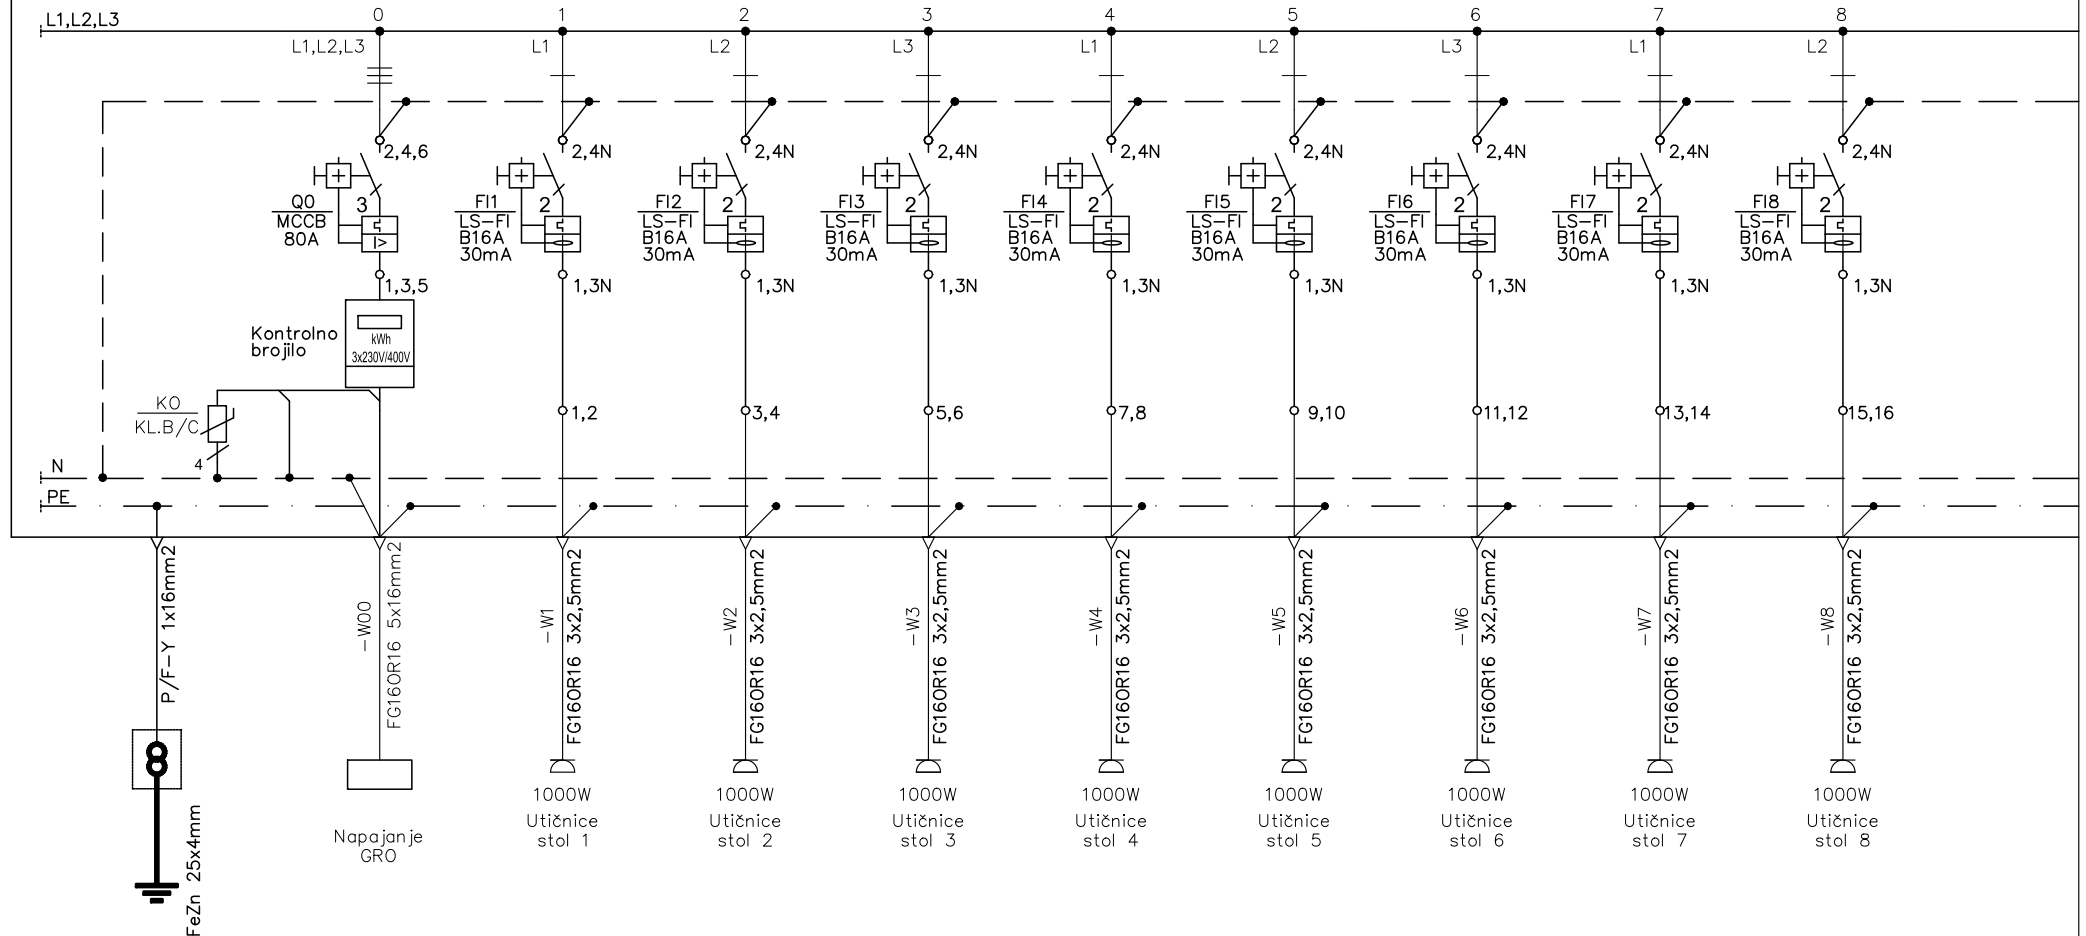 L1,L2,L3
0 1 2 3 4 5 6 7 8
L1,L2,L3 L1 L2 L3 L1 L2 L3 L1 L2
2,4,6 2,4N 2,4N 2,4N 2,4N 2,4N 2,4N 2,4N 2,4N
Q0
MCCB
80A
3
I>
FI1
LS-FI
B16A
30mA
2
FI2
LS-FI
B16A
30mA
2
FI3
LS-FI
B16A
30mA
2
FI4
LS-FI
B16A
30mA
2
FI5
LS-FI
B16A
30mA
2
FI6
LS-FI
B16A
30mA
2
FI7
LS-FI
B16A
30mA
2
FI8
LS-FI
B16A
30mA
2
1,3,5 1,3N 1,3N 1,3N 1,3N 1,3N 1,3N 1,3N 1,3N
Kontrolno
brojilo
kWh
3x230V/400V
K0
KL.B/C
4
1,2 3,4 5,6 7,8 9,10 11,12 13,14 15,16
N
PE
P/F-Y 1x16mm2
FeZn 25x4mm
-W00
FG16OR16 5x16mm2
-W1
FG16OR16 3x2,5mm2
-W2
FG16OR16 3x2,5mm2
-W3
FG16OR16 3x2,5mm2
-W4
FG16OR16 3x2,5mm2
-W5
FG16OR16 3x2,5mm2
-W6
FG16OR16 3x2,5mm2
-W7
FG16OR16 3x2,5mm2
-W8
FG16OR16 3x2,5mm2
Napajanje
GRO
1000W
Utičnice
stol 1
1000W
Utičnice
stol 2
1000W
Utičnice
stol 3
1000W
Utičnice
stol 4
1000W
Utičnice
stol 5
1000W
Utičnice
stol 6
1000W
Utičnice
stol 7
1000W
Utičnice
stol 8